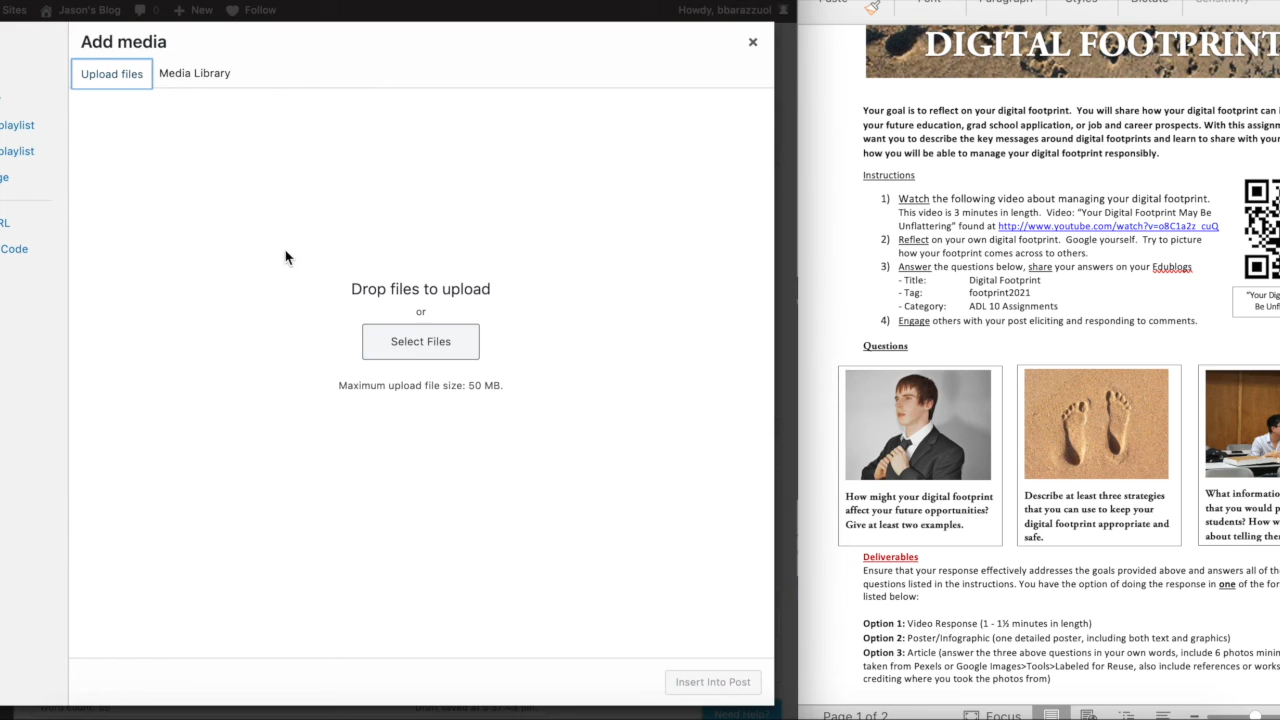 Sites Jason's Blog 0 New Follow Howdy, bbarazzuol
Add media
Upload files Media Library
playlist
playlist
ge
RL
Code
Drop files to upload
or
Select Files
Maximum upload file size: 50 MB.
Insert Into Post
Need Help?
DIGITAL FOOTPRINT
Your goal is to reflect on your digital footprint. You will share how your digital footprint can i
your future education, grad school application, or job and career prospects. With this assignm
want you to describe the key messages around digital footprints and learn to share with your
how you will be able to manage your digital footprint responsibly.
Instructions
1) Watch the following video about managing your digital footprint.
This video is 3 minutes in length. Video: "Your Digital Footprint May Be
Unflattering" found at http://www.youtube.com/watch?v=o8C1a2z_cuQ
2) Reflect on your own digital footprint. Google yourself. Try to picture
how your footprint comes across to others.
3) Answer the questions below, share your answers on your Edublogs
- Title: Digital Footprint
- Tag: footprint2021
- Category: ADL 10 Assignments
4) Engage others with your post eliciting and responding to comments.
"Your Dig
Be Unfl
Questions
How might your digital footprint
affect your future opportunities?
Give at least two examples.
Describe at least three strategies
that you can use to keep your
digital footprint appropriate and
safe.
What informatio
that you would p
students? How w
about telling the
Deliverables
Ensure that your response effectively addresses the goals provided above and answers all of the
questions listed in the instructions. You have the option of doing the response in one of the for
listed below:
Option 1: Video Response (1 - 1½ minutes in length)
Option 2: Poster/Infographic (one detailed poster, including both text and graphics)
Option 3: Article (answer the three above questions in your own words, include 6 photos minin
taken from Pexels or Google Images>Tools>Labeled for Reuse, also include references or works
crediting where you took the photos from)
Page 1 of 2 Focus